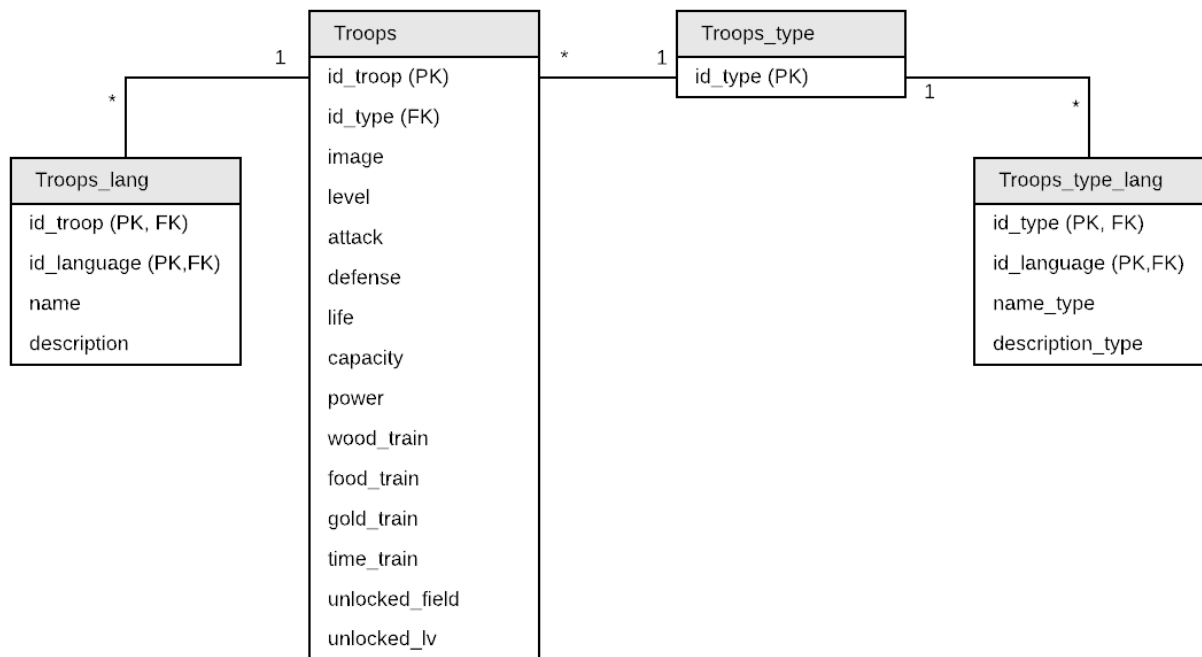 Troops
id_troop (PK)
id_type (FK)
image
level
attack
defense
life
capacity
power
wood_train
food_train
gold_train
time_train
unlocked_field
unlocked_lv
Troops_type
id_type (PK)
Troops_lang
id_troop (PK, FK)
id_language (PK,FK)
name
description
Troops_type_lang
id_type (PK, FK)
id_language (PK,FK)
name_type
description_type
1
*
*
1
1
*